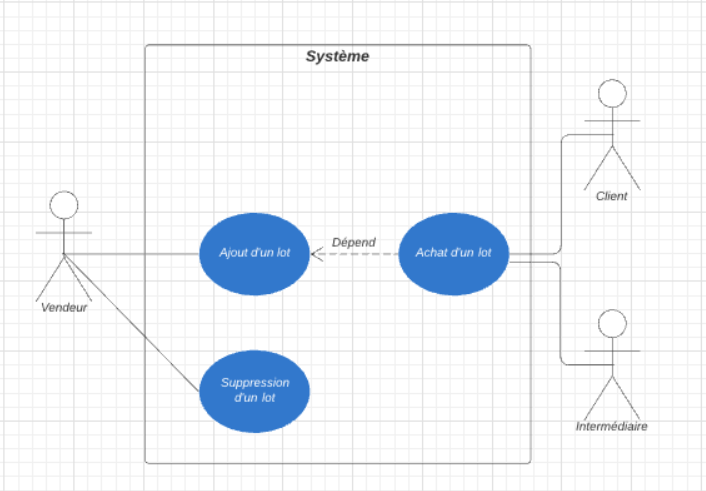 Système
Client
Dépend
Ajout d'un lot
Achat d'un lot
Vendeur
Suppression
d'un lot
Intermédiaire